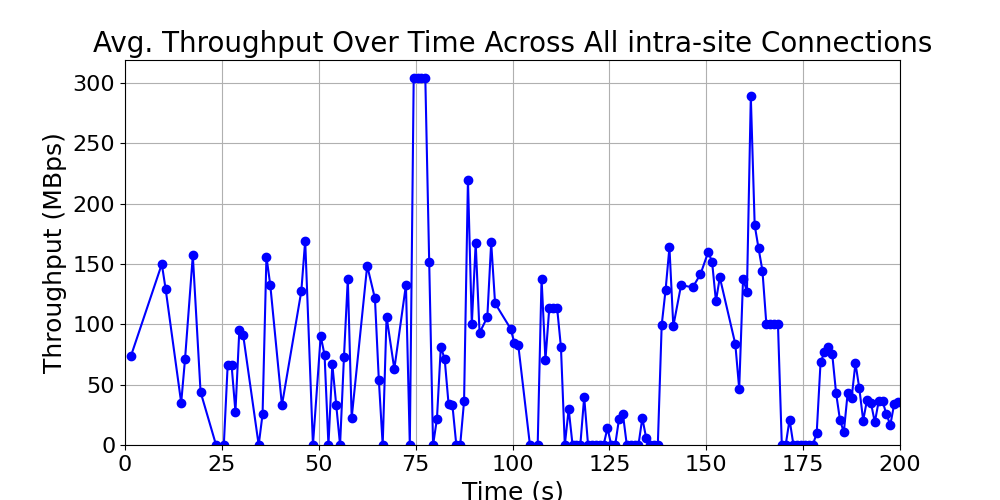 Avg. Throughput Over Time Across All intra-site Connections
Throughput (MBps)
300
250
200
150
100
50
0
0 25 50 75 100 125 150 175 200
Time (s)